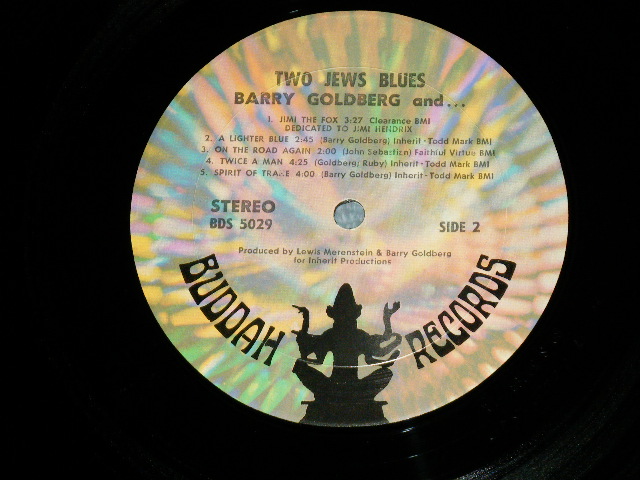 TWO JEWS BLUES
BARRY GOLDBERG and...
1. JIMI THE FOX 3:27 Clearance BMI
DEDICATED TO JIMI HENDRIX
2. A LIGHTER BLUE 2:45 (Barry Goldberg) Inherit-Todd Mark BMI
3. ON THE ROAD AGAIN 2:00 (John Sebastien) Faithful Virtue BMI
4. TWICE A MAN 4:25 (Goldberg/Ruby) Inherit-Todd Mark BMI
5. SPIRIT OF TRANE 4:00 (Barry Goldberg) Inherit-Todd Mark BMI
STEREO
BDS 5029
SIDE 2
Produced by Lewis Merenstein & Barry Goldberg
for Inherit Productions
BUDDAH RECORDS